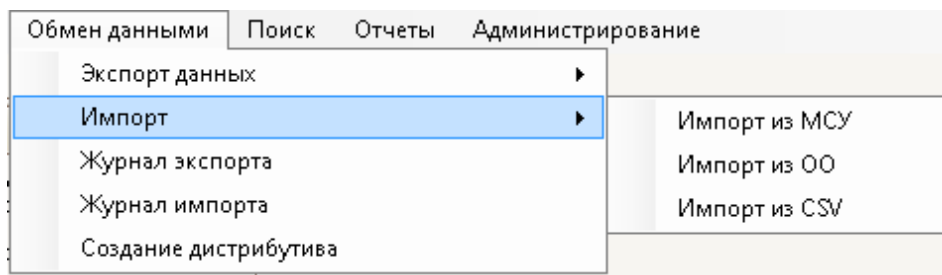 Обмен данными Поиск Отчеты Администрирование
Экспорт данных
Импорт
Импорт из МСУ
Журнал экспорта
Импорт из ОО
Журнал импорта
Импорт из CSV
Создание дистрибутива